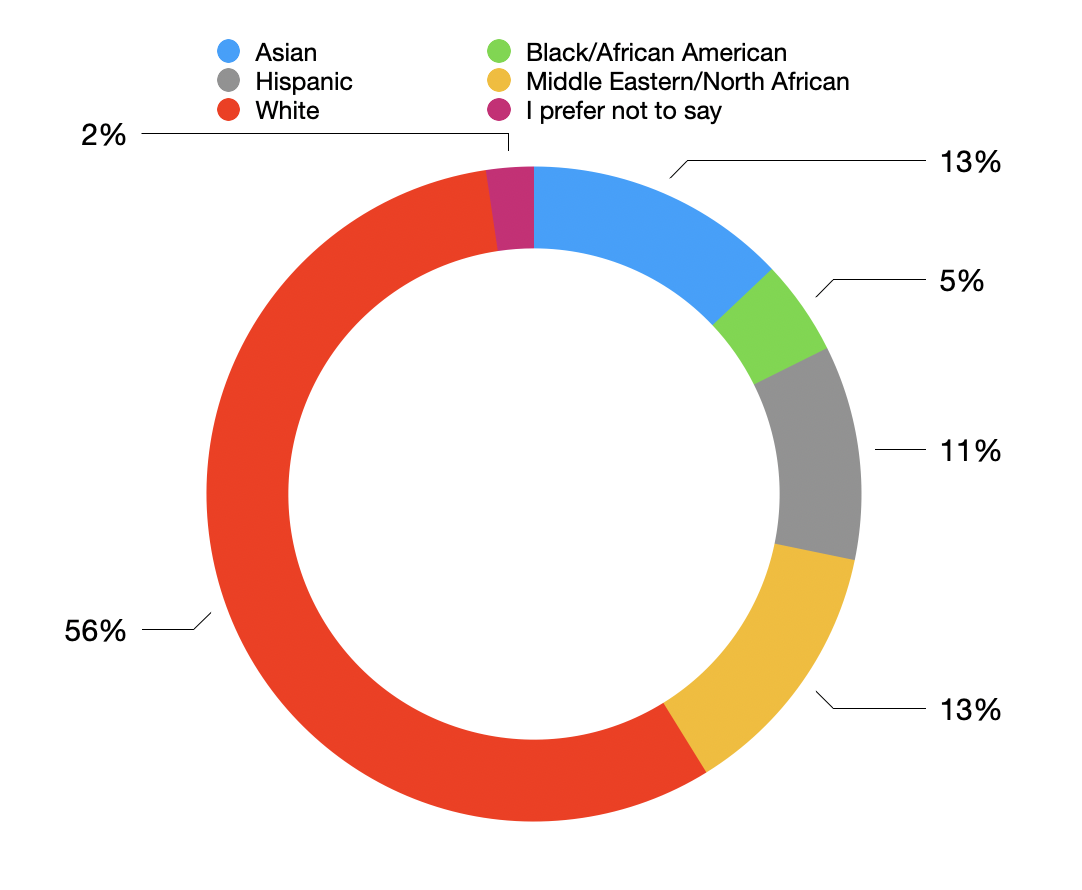 Asian
Black/African American
Hispanic
Middle Eastern/North African
White
I prefer not to say
2%
13%
5%
11%
56%
13%